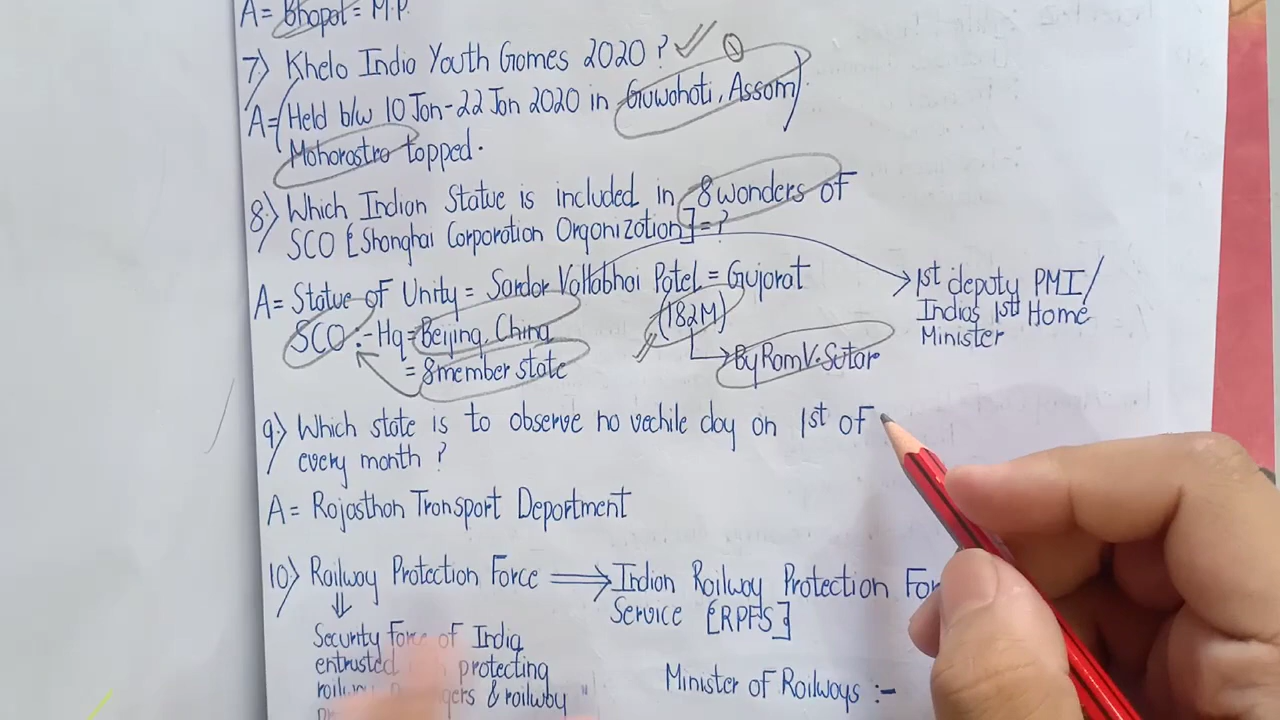 A= Bhopal = M.P.
7) Khelo India Youth Games 2020 ?
A= Held b/w 10 Jan-22 Jan 2020 in Guwahati, Assam
Maharastra topped.
8) Which Indian Statue is included in 8 wonders of
SCO [Shanghai Corporation Organization] = ?
A= Statue of Unity = Sardar Vallabhai Patel = Gujarat
(182M)
By Ram V. Sutar
1st deputy PMI/
Indias 1st Home
Minister
SCO :- Hq = Beijing, China
= 8 member state
9) Which state is to observe no vechile day on 1st of
every month ?
A= Rajasthan Transport Department
10) Railway Protection Force ⟹ Indian Railway Protection
Service [RPFS]
Security Force of India
entrusted protecting
railway & railway
Minister of Railways :-